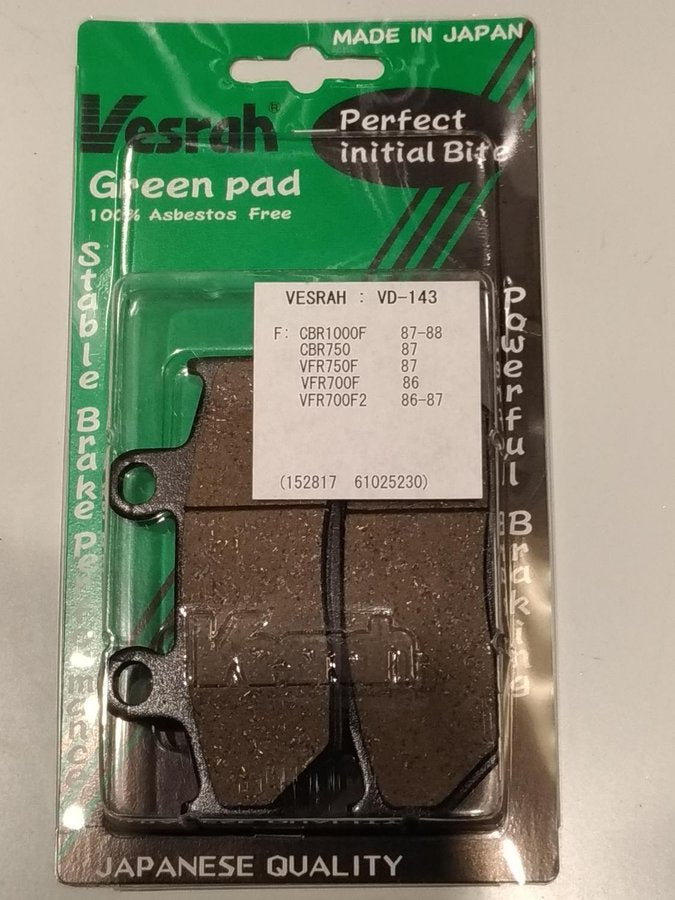 MADE IN JAPAN
Vesrah®
Perfect
initial Bite
Green pad
100% Asbestos Free
Stable Brake
Powerful Braking
VESRAH : VD-143
F: CBR1000F 87-88
CBR750 87
VFR750F 87
VFR700F 86
VFR700F2 86-87
(152817 61025230)
Vesrah
JAPANESE QUALITY